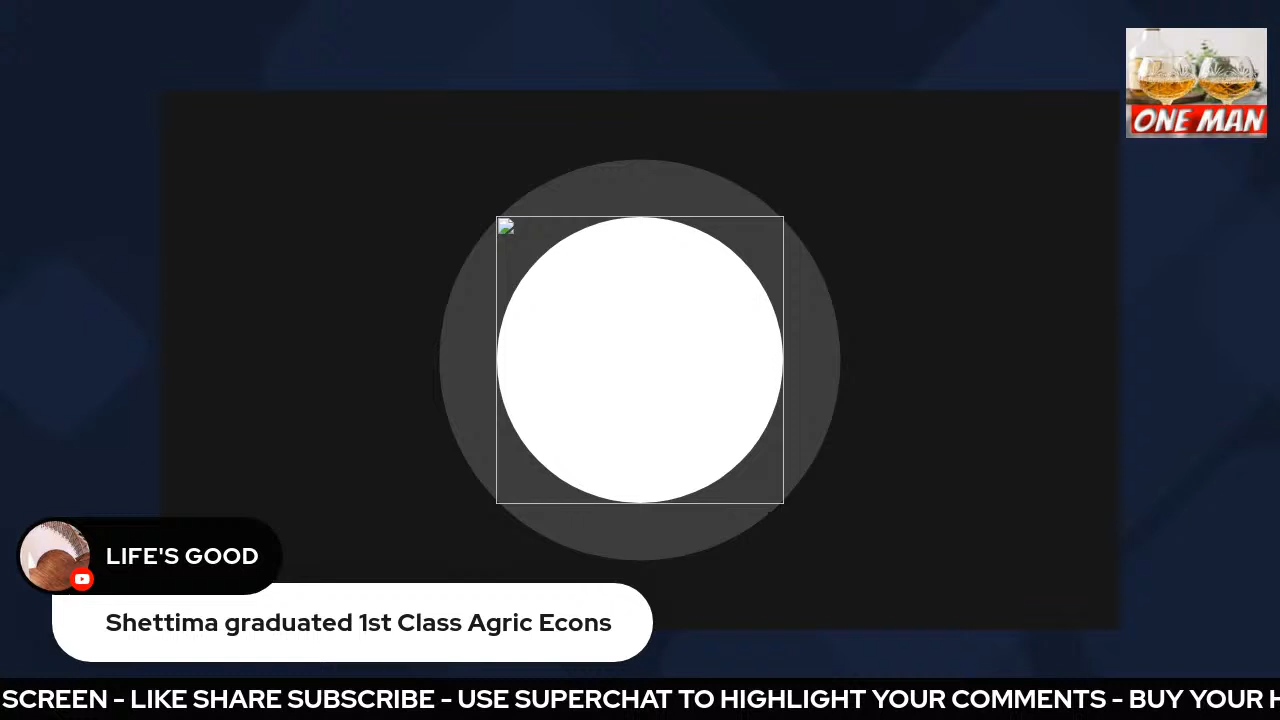 ONE MAN
LIFE'S GOOD
Shettima graduated 1st Class Agric Econs
SCREEN - LIKE SHARE SUBSCRIBE - USE SUPERCHAT TO HIGHLIGHT YOUR COMMENTS - BUY YOUR